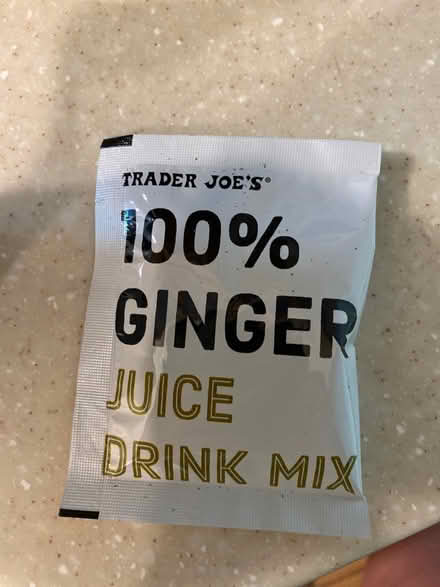 TRADER JOE'S®
100%
GINGER
JUICE
DRINK MIX